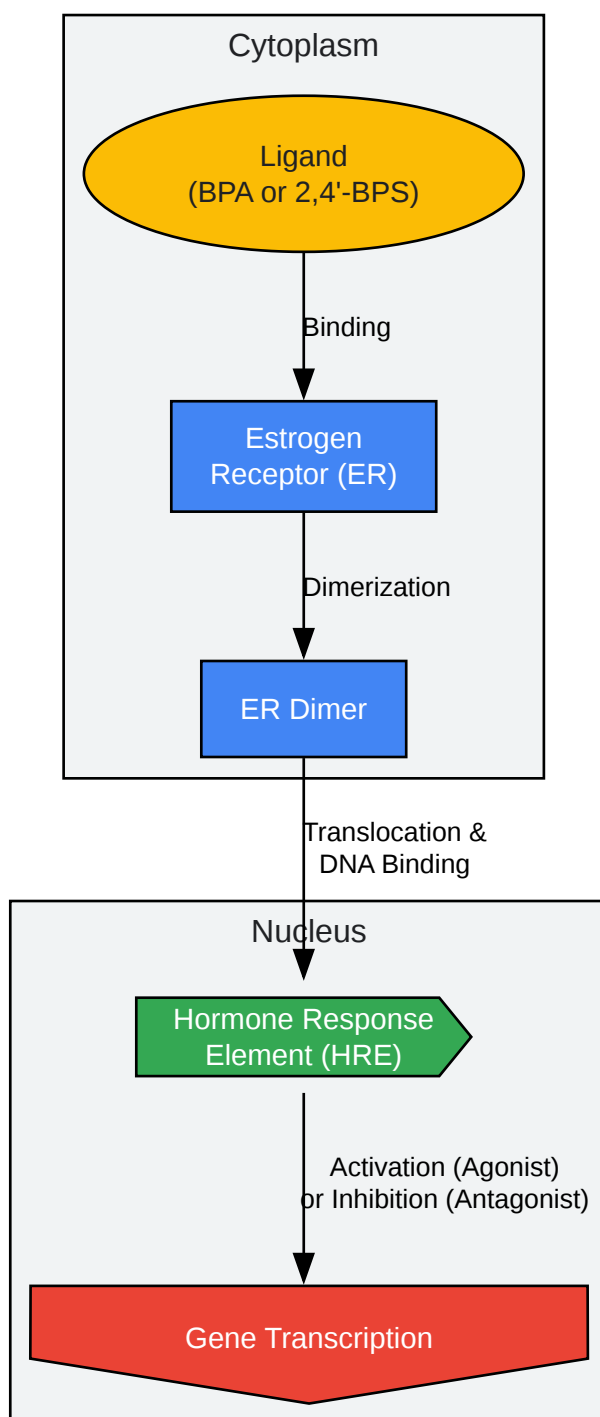 Cytoplasm
Ligand
(BPA or 2,4'-BPS)
Binding
Estrogen
Receptor (ER)
Dimerization
ER Dimer
Translocation &
DNA Binding
Nucleus
Hormone Response
Element (HRE)
Activation (Agonist)
or Inhibition (Antagonist)
Gene Transcription